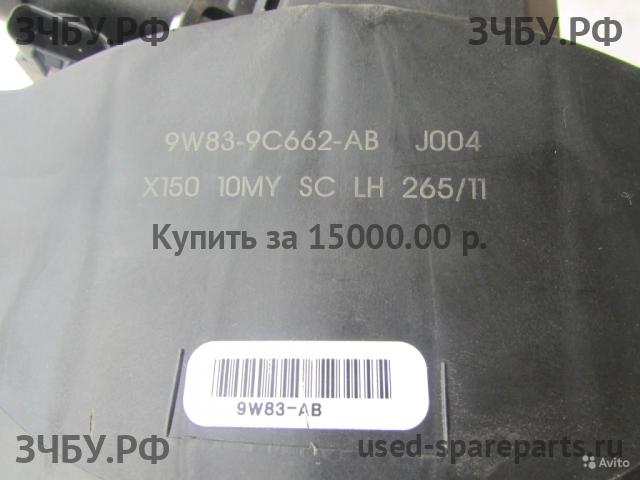 ЗЧБУ.РФ ЗЧБУ.РФ
9W83-9C662-AB J004
X150 10MY SC LH 265/11
Купить за 15000.00 р.
9W83-AB
ЗЧБУ.РФ used-spareparts.ru
Avito